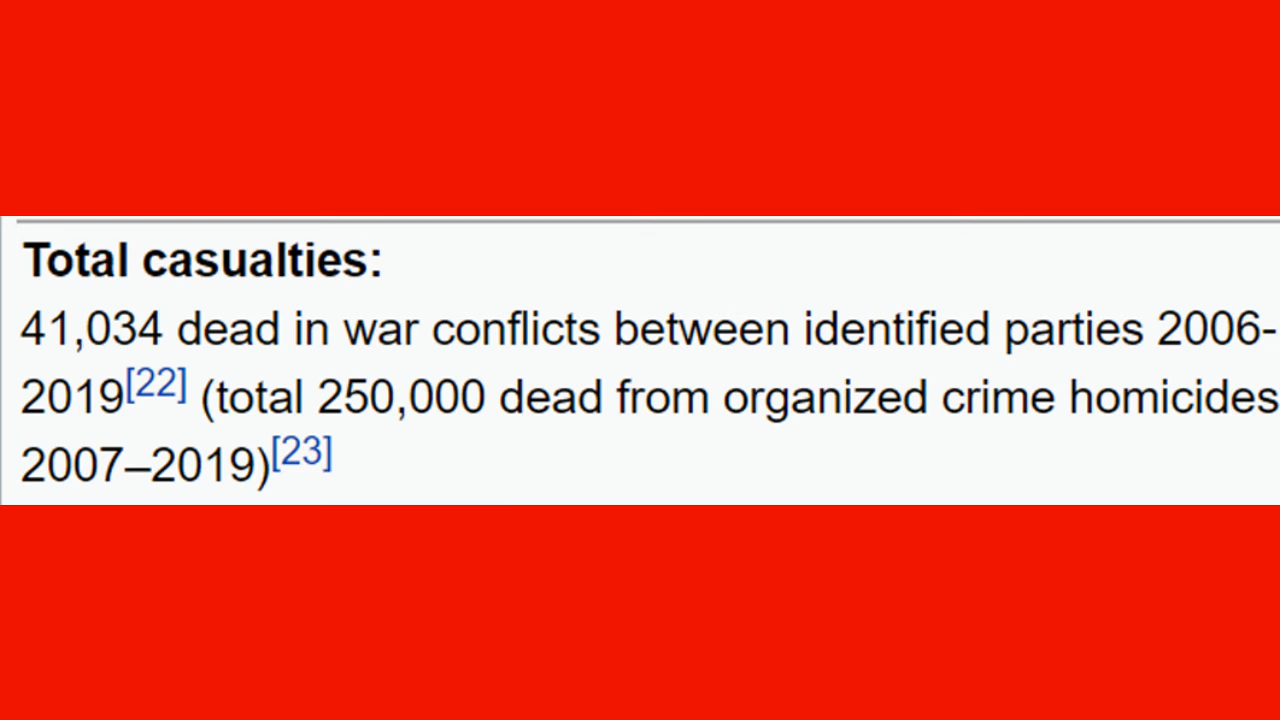 Total casualties:
41,034 dead in war conflicts between identified parties 2006-
2019[22] (total 250,000 dead from organized crime homicides
2007–2019)[23]